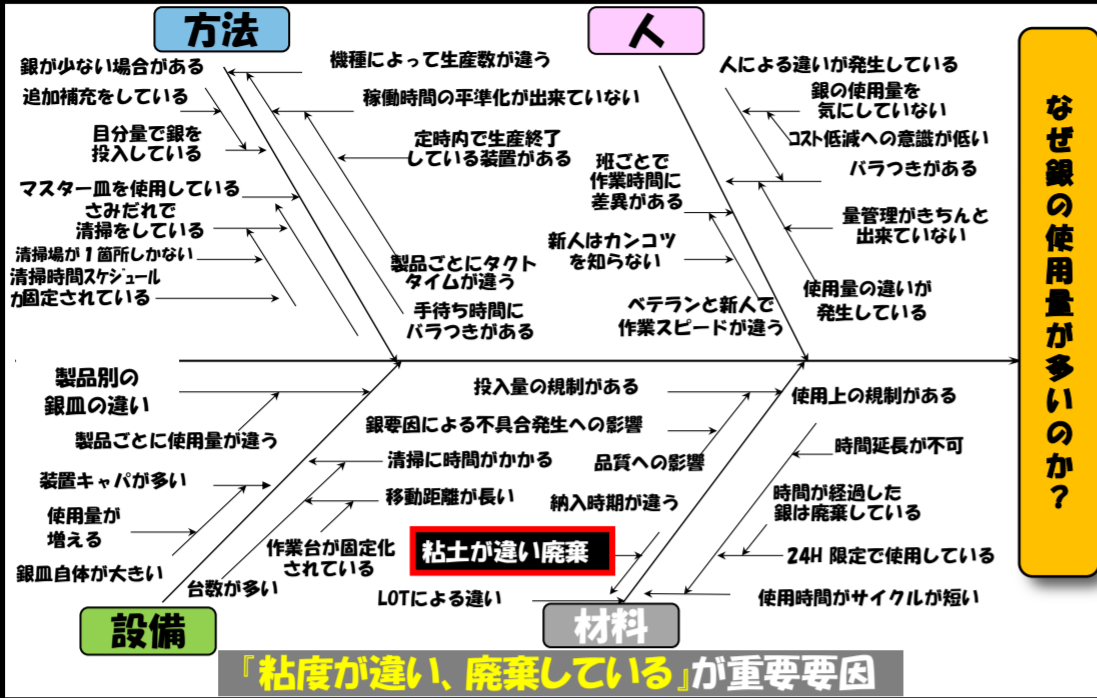 方法
銀が少ない場合がある
追加補充をしている
目分量で銀を
投入している
マスター皿を使用している
さみだれで
清掃をしている
清掃場が1箇所しかない
清掃時間スケジュール
が固定されている
機種によって生産数が違う
稼働時間の平準化が出来ていない
定時内で生産終了
している装置がある
製品ごとにタクト
タイムが違う
手待ち時間に
バラつきがある
人
人による違いが発生している
銀の使用量を
気にしていない
コスト低減への意識が低い
バラつきがある
班ごとで
作業時間に
差異がある
量管理がきちんと
出来ていない
新人はカンコツ
を知らない
使用量の違いが
発生している
ベテランと新人で
作業スピードが違う
なぜ銀の使用量が多いのか?
製品別の
銀皿の違い
製品ごとに使用量が違う
装置キャパが多い
使用量が
増える
銀皿自体が大きい
清掃に時間がかかる
移動距離が長い
作業台が固定化
されている
台数が多い
設備
投入量の規制がある
銀要因による不具合発生への影響
品質への影響
納入時期が違う
粘土が違い廃棄
LOTによる違い
使用上の規制がある
時間延長が不可
時間が経過した
銀は廃棄している
24H 限定で使用している
使用時間がサイクルが短い
材料
『粘度が違い、廃棄している』が重要要因